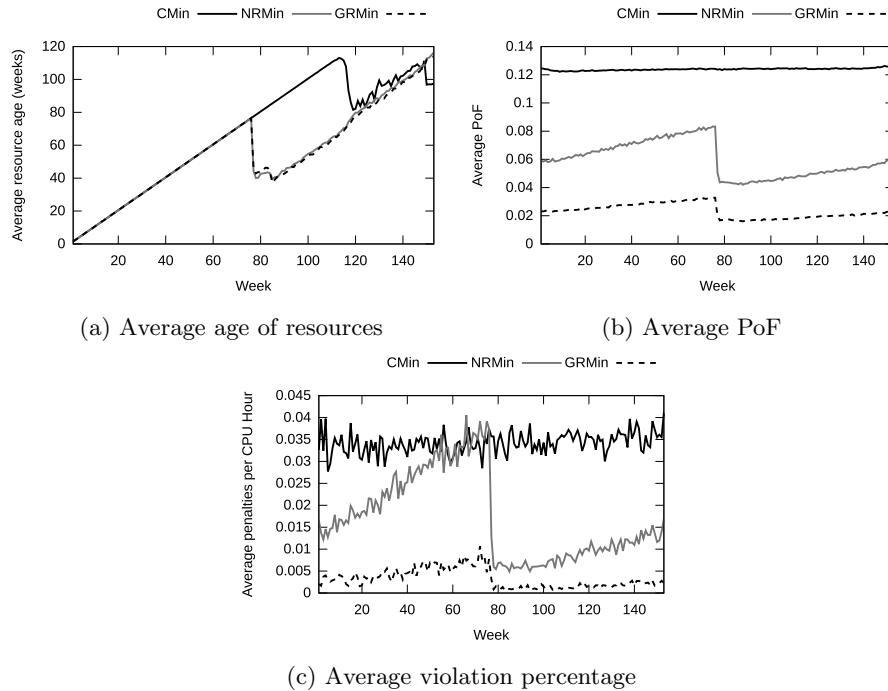 CMin NRMin GRMin
CMin NRMin GRMin
Average resource age (weeks)
120
100
80
60
40
20
0
20 40 60 80 100 120 140
Week
Average PoF
0.14
0.12
0.1
0.08
0.06
0.04
0.02
0
20 40 60 80 100 120 140
Week
(a) Average age of resources
(b) Average PoF
CMin NRMin GRMin
Average penalties per CPU Hour
0.045
0.04
0.035
0.03
0.025
0.02
0.015
0.01
0.005
0
20 40 60 80 100 120 140
Week
(c) Average violation percentage